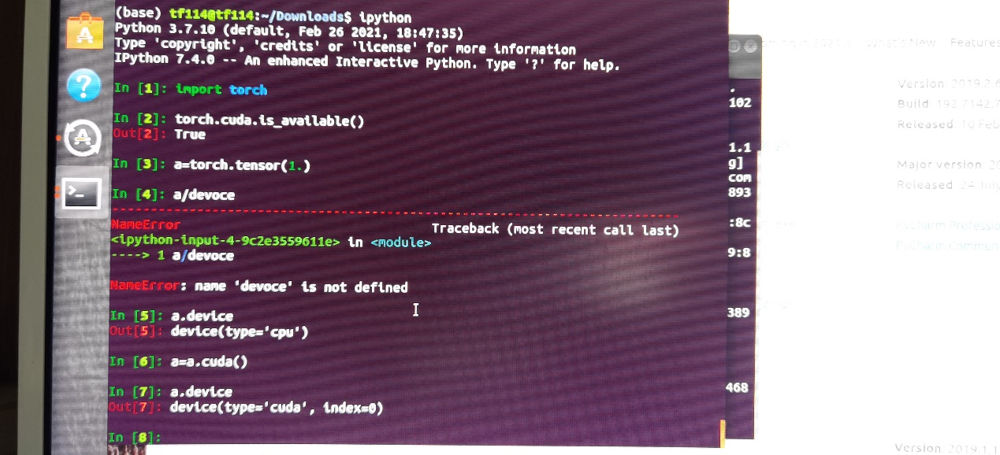 (base) tf114@tf114:~/Downloads$ ipython
Python 3.7.10 (default, Feb 26 2021, 18:47:35)
Type 'copyright', 'credits' or 'license' for more information
IPython 7.4.0 -- An enhanced Interactive Python. Type '?' for help.
In [1]: import torch
In [2]: torch.cuda.is_available()
Out[2]: True
In [3]: a=torch.tensor(1.)
In [4]: a/devoce
NameError Traceback (most recent call last)
<ipython-input-4-9c2e3559611e> in <module>
----> 1 a/devoce
NameError: name 'devoce' is not defined
In [5]: a.device
Out[5]: device(type='cpu')
In [6]: a=a.cuda()
In [7]: a.device
Out[7]: device(type='cuda', index=0)
In [8]:
.
102
1.1
g]
com
893
:8c
9:8
389
468
in 2021.1 What's New Features
Version: 2019.2.6
Build: 192.7142.7
Released: 10 Feb
Major version: 20
Released: 24 July
PyCharm Professio
PyCharm Commun
Version: 2019.1.1